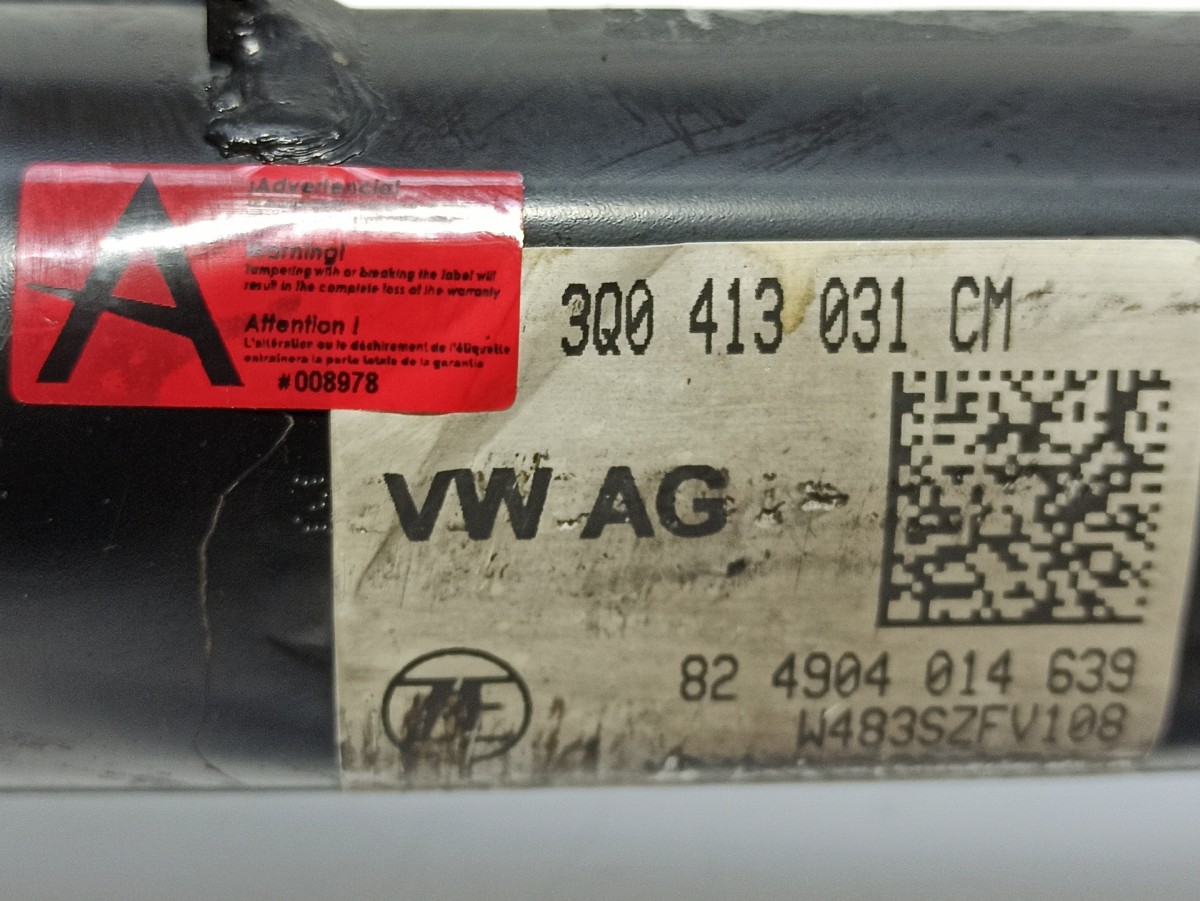 A
¡Advertencia!
Warning!
Tampering with or breaking the label will
result in the complete loss of the warranty
Attention !
L'altération ou le déchirement de l'étiquette
entraînera la perte totale de la garantie
#008978
3Q0 413 031 CM
VW AG
ZF
82 4904 014 639
W483SZFV108